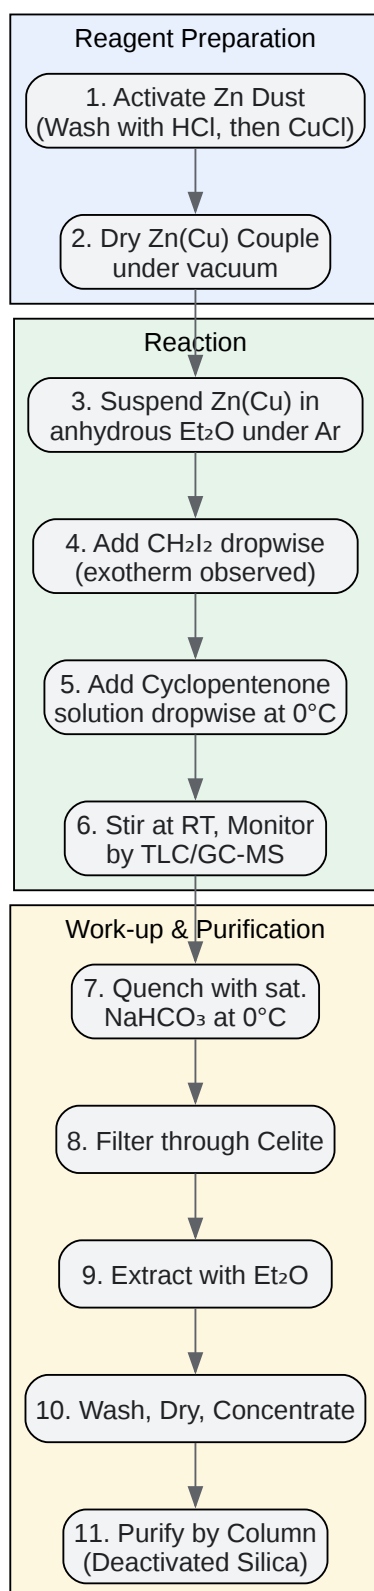 Reagent Preparation
1. Activate Zn Dust
(Wash with HCl, then CuCl)
2. Dry Zn(Cu) Couple
under vacuum
Reaction
3. Suspend Zn(Cu) in
anhydrous Et₂O under Ar
4. Add CH₂I₂ dropwise
(exotherm observed)
5. Add Cyclopentenone
solution dropwise at 0°C
6. Stir at RT, Monitor
by TLC/GC-MS
Work-up & Purification
7. Quench with sat.
NaHCO₃ at 0°C
8. Filter through Celite
9. Extract with Et₂O
10. Wash, Dry, Concentrate
11. Purify by Column
(Deactivated Silica)